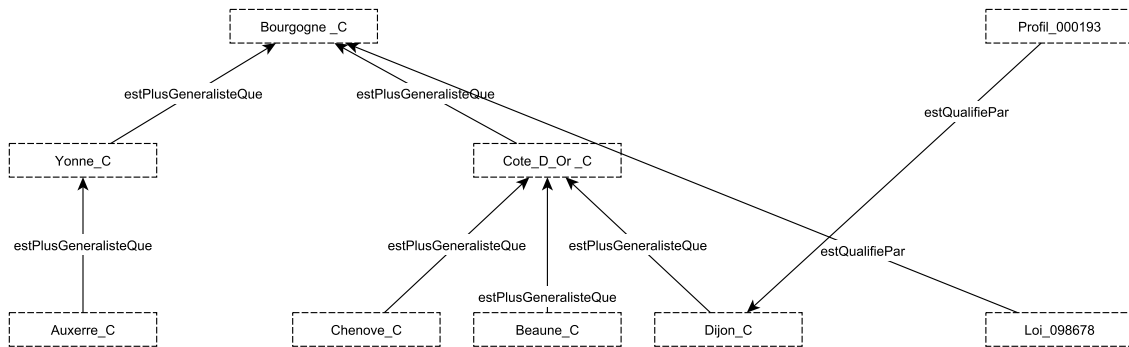 Bourgogne _C
Profil_000193
estPlusGeneralisteQue
estPlusGeneralisteQue
estQualifiePar
Yonne_C
Cote_D_Or _C
estPlusGeneralisteQue
estPlusGeneralisteQue
estPlusGeneralisteQue
estQualifiePar
estPlusGeneralisteQue
Auxerre_C
Chenove_C
Beaune_C
Dijon_C
Loi_098678